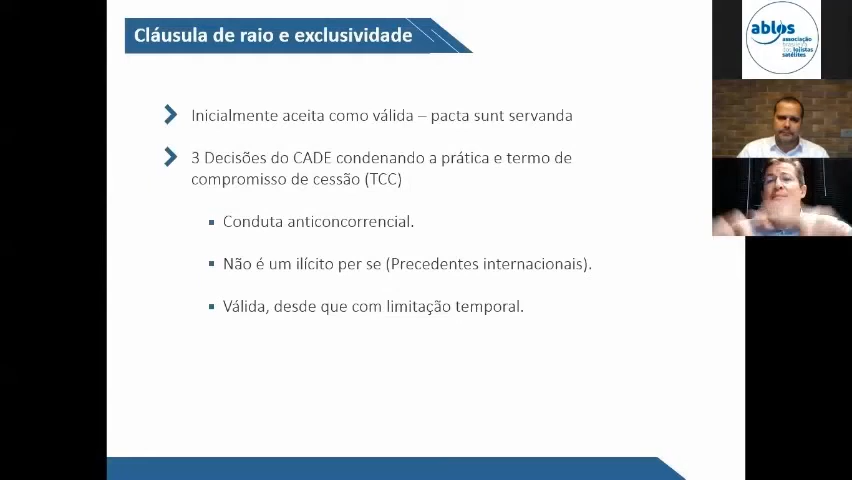 Cláusula de raio e exclusividade
Inicialmente aceita como válida – pacta sunt servanda
3 Decisões do CADE condenando a prática e termo de
compromisso de cessão (TCC)
Conduta anticoncorrencial.
Não é um ilícito per se (Precedentes internacionais).
Válida, desde que com limitação temporal.
ablos
associação
brasileira
dos lojistas
satélites